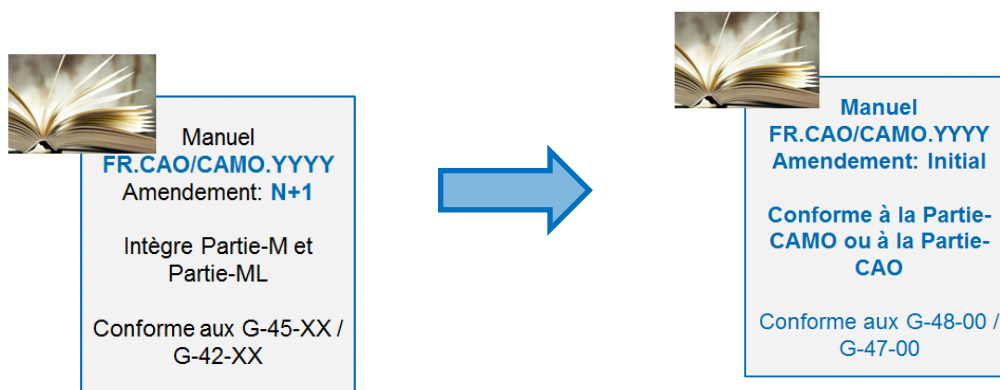 Manuel
FR.CAO/CAMO.YYYY
Amendement: N+1
Intègre Partie-M et
Partie-ML
Conforme aux G-45-XX /
G-42-XX
Manuel
FR.CAO/CAMO.YYYY
Amendement: Initial
Conforme à la Partie-
CAMO ou à la Partie-
CAO
Conforme aux G-48-00 /
G-47-00